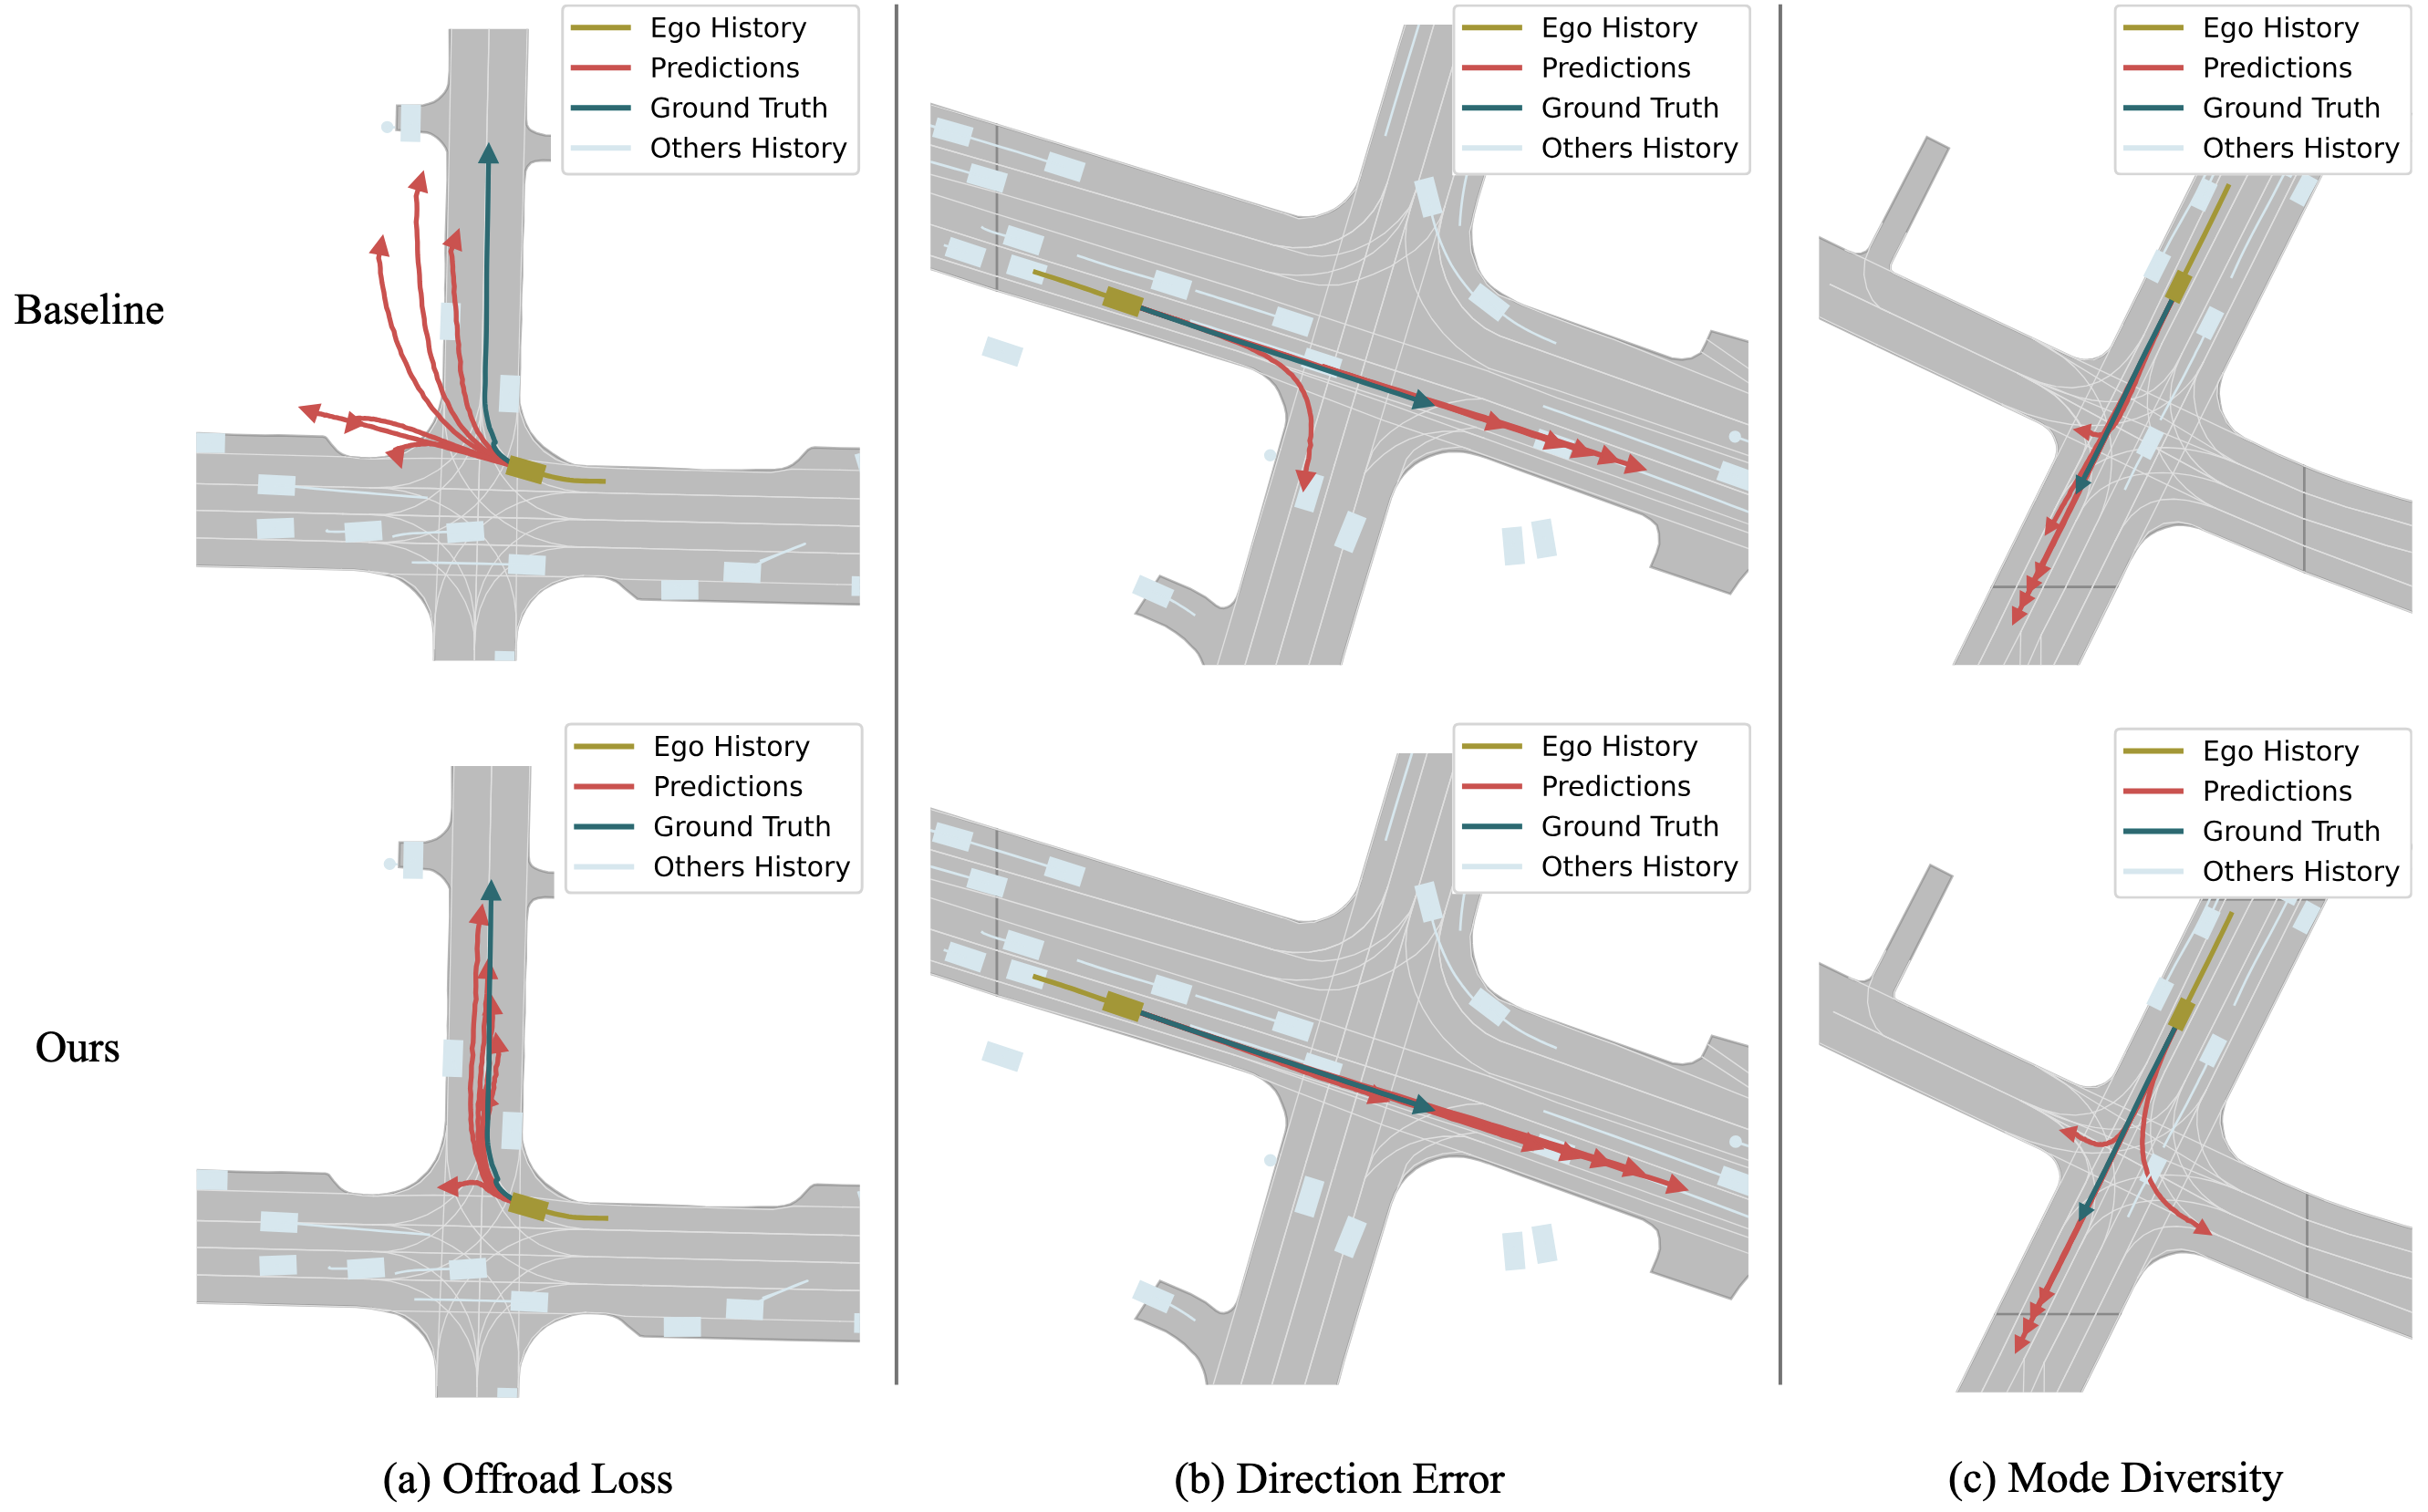 Ego History
Predictions
Ground Truth
Others History
Ego History
Predictions
Ground Truth
Others History
Ego History
Predictions
Ground Truth
Others History
Baseline
Ego History
Predictions
Ground Truth
Others History
Ego History
Predictions
Ground Truth
Others History
Ego History
Predictions
Ground Truth
Others History
Ours
(a) Offroad Loss
(b) Direction Error
(c) Mode Diversity